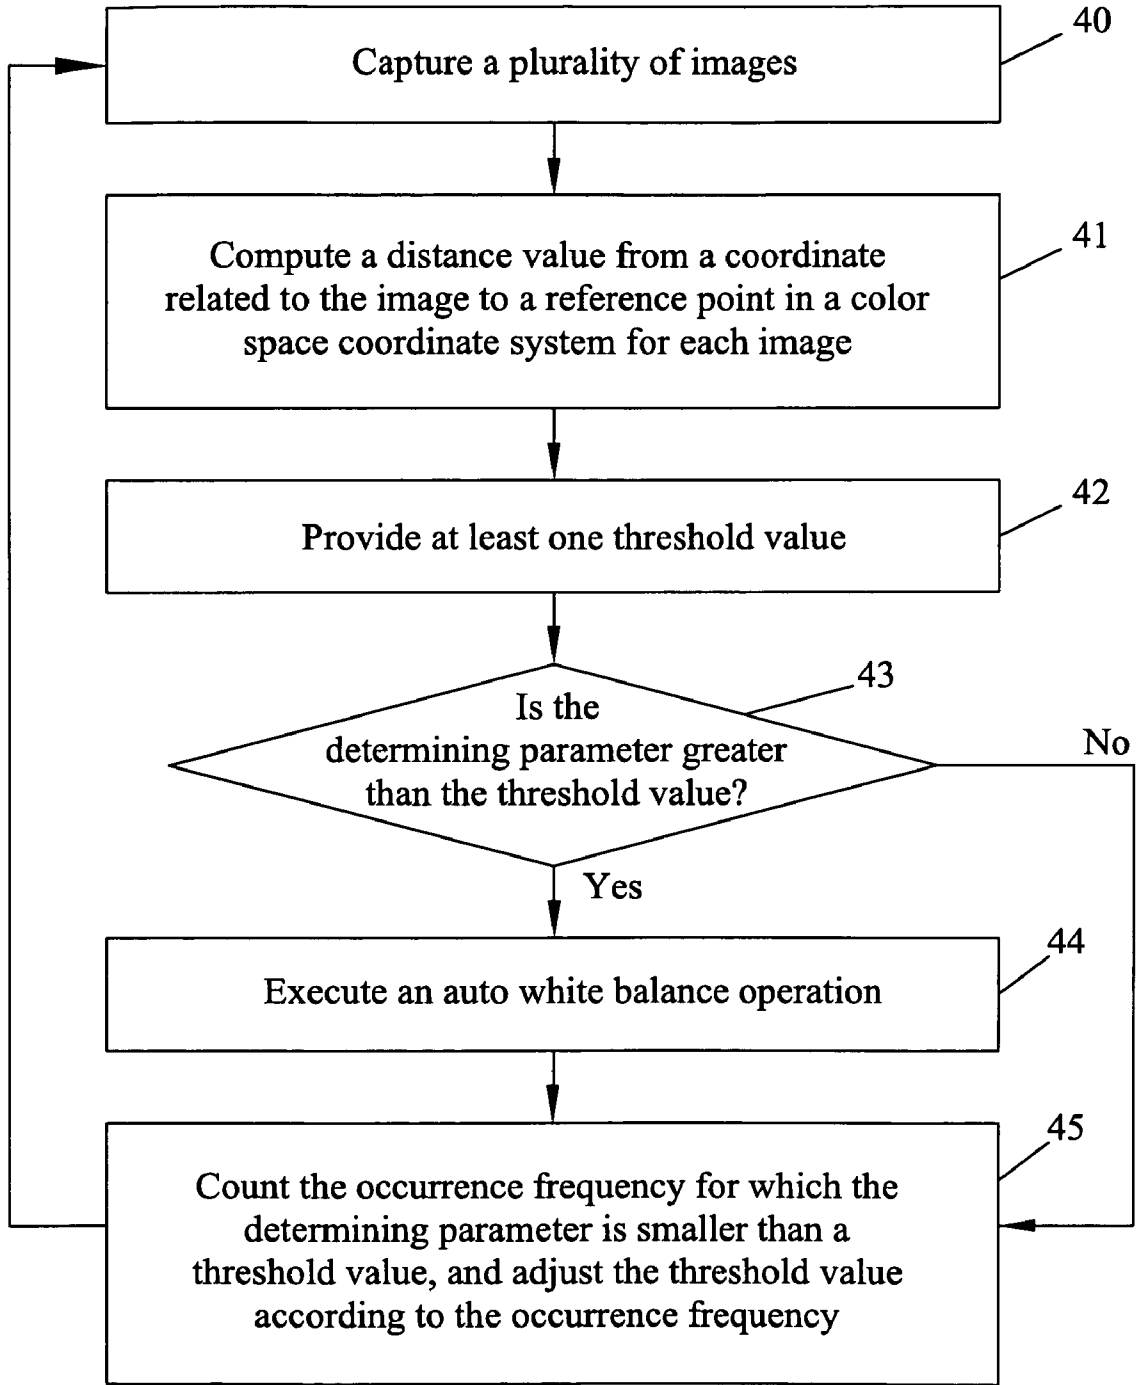 40
Capture a plurality of images
41
Compute a distance value from a coordinate
related to the image to a reference point in a color
space coordinate system for each image
42
Provide at least one threshold value
43
Is the
determining parameter greater
than the threshold value?
No
Yes
44
Execute an auto white balance operation
45
Count the occurrence frequency for which the
determining parameter is smaller than a
threshold value, and adjust the threshold value
according to the occurrence frequency